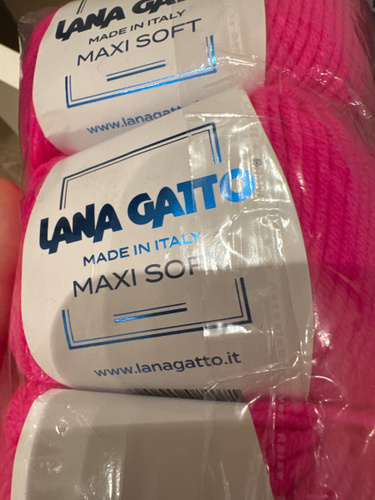 LANA GATTO
MADE IN ITALY
MAXI SOFT
www.lanagatto
LANA GATTO®
MADE IN ITALY
MAXI SOFT
www.lanagatto.it